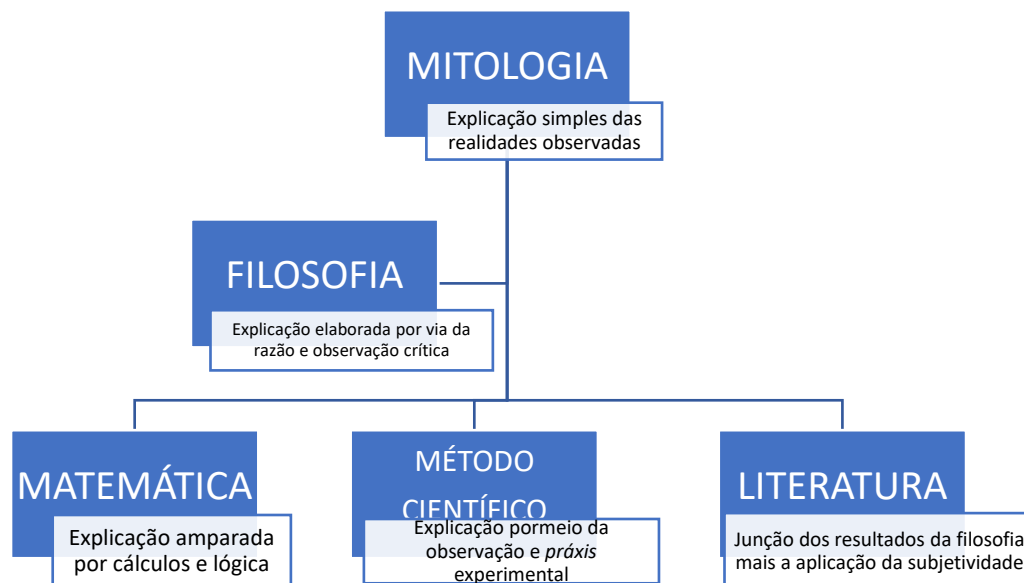 MITOLOGIA
Explicação simples das
realidades observadas
FILOSOFIA
Explicação elaborada por via da
razão e observação crítica
MATEMÁTICA
Explicação amparada
por cálculos e lógica
MÉTODO
CIENTÍFICO
Explicação pormeio da
observação e práxis
experimental
LITERATURA
Junção dos resultados da filosofia
mais a aplicação da subjetividade